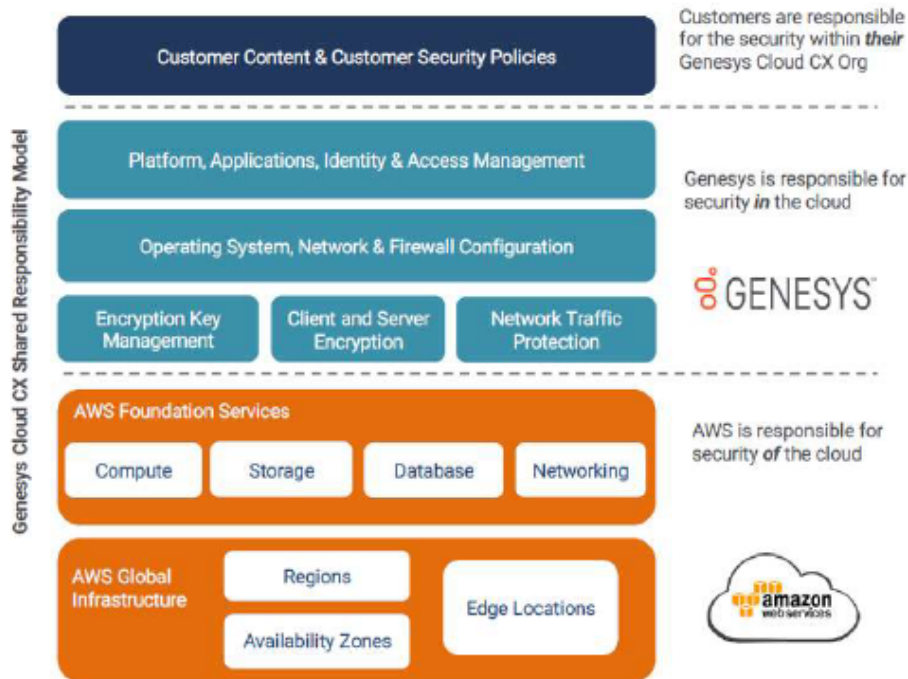 Genesys Cloud CX Shared Responsibility Model
Customer Content & Customer Security Policies
Customers are responsible
for the security within their
Genesys Cloud CX Org
Platform, Applications, Identity & Access Management
Operating System, Network & Firewall Configuration
Encryption Key
Management
Client and Server
Encryption
Network Traffic
Protection
Genesys is responsible for
security in the cloud
GENESYS™
AWS Foundation Services
Compute
Storage
Database
Networking
AWS is responsible for
security of the cloud
AWS Global
Infrastructure
Regions
Availability Zones
Edge Locations
amazon
webservices